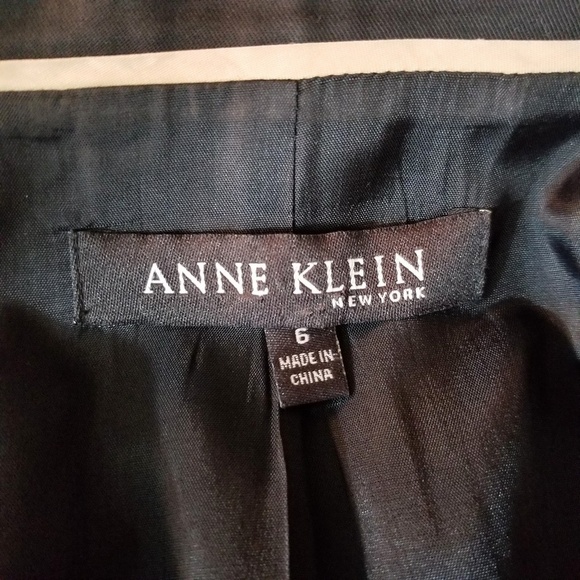 ANNE KLEIN
NEW YORK
6
MADE IN
CHINA